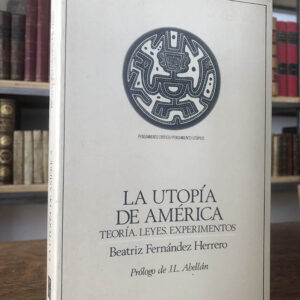 PENSAMIENTO CRÍTICO/PENSAMIENTO UTÓPICO
LA UTOPÍA
DE AMÉRICA
TEORÍA. LEYES. EXPERIMENTOS
Beatriz Fernández Herrero
Prólogo de J.L. Abellán